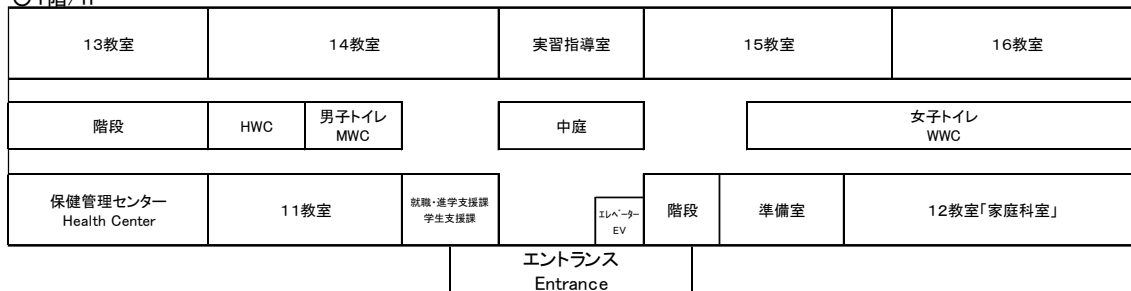 13教室
14教室
実習指導室
15教室
16教室
階段
HWC
男子トイレ
MWC
中庭
女子トイレ
WWC
保健管理センター
Health Center
11教室
就職・進学支援課
学生支援課
エレベーター
EV
階段
準備室
12教室「家庭科室」
エントランス
Entrance